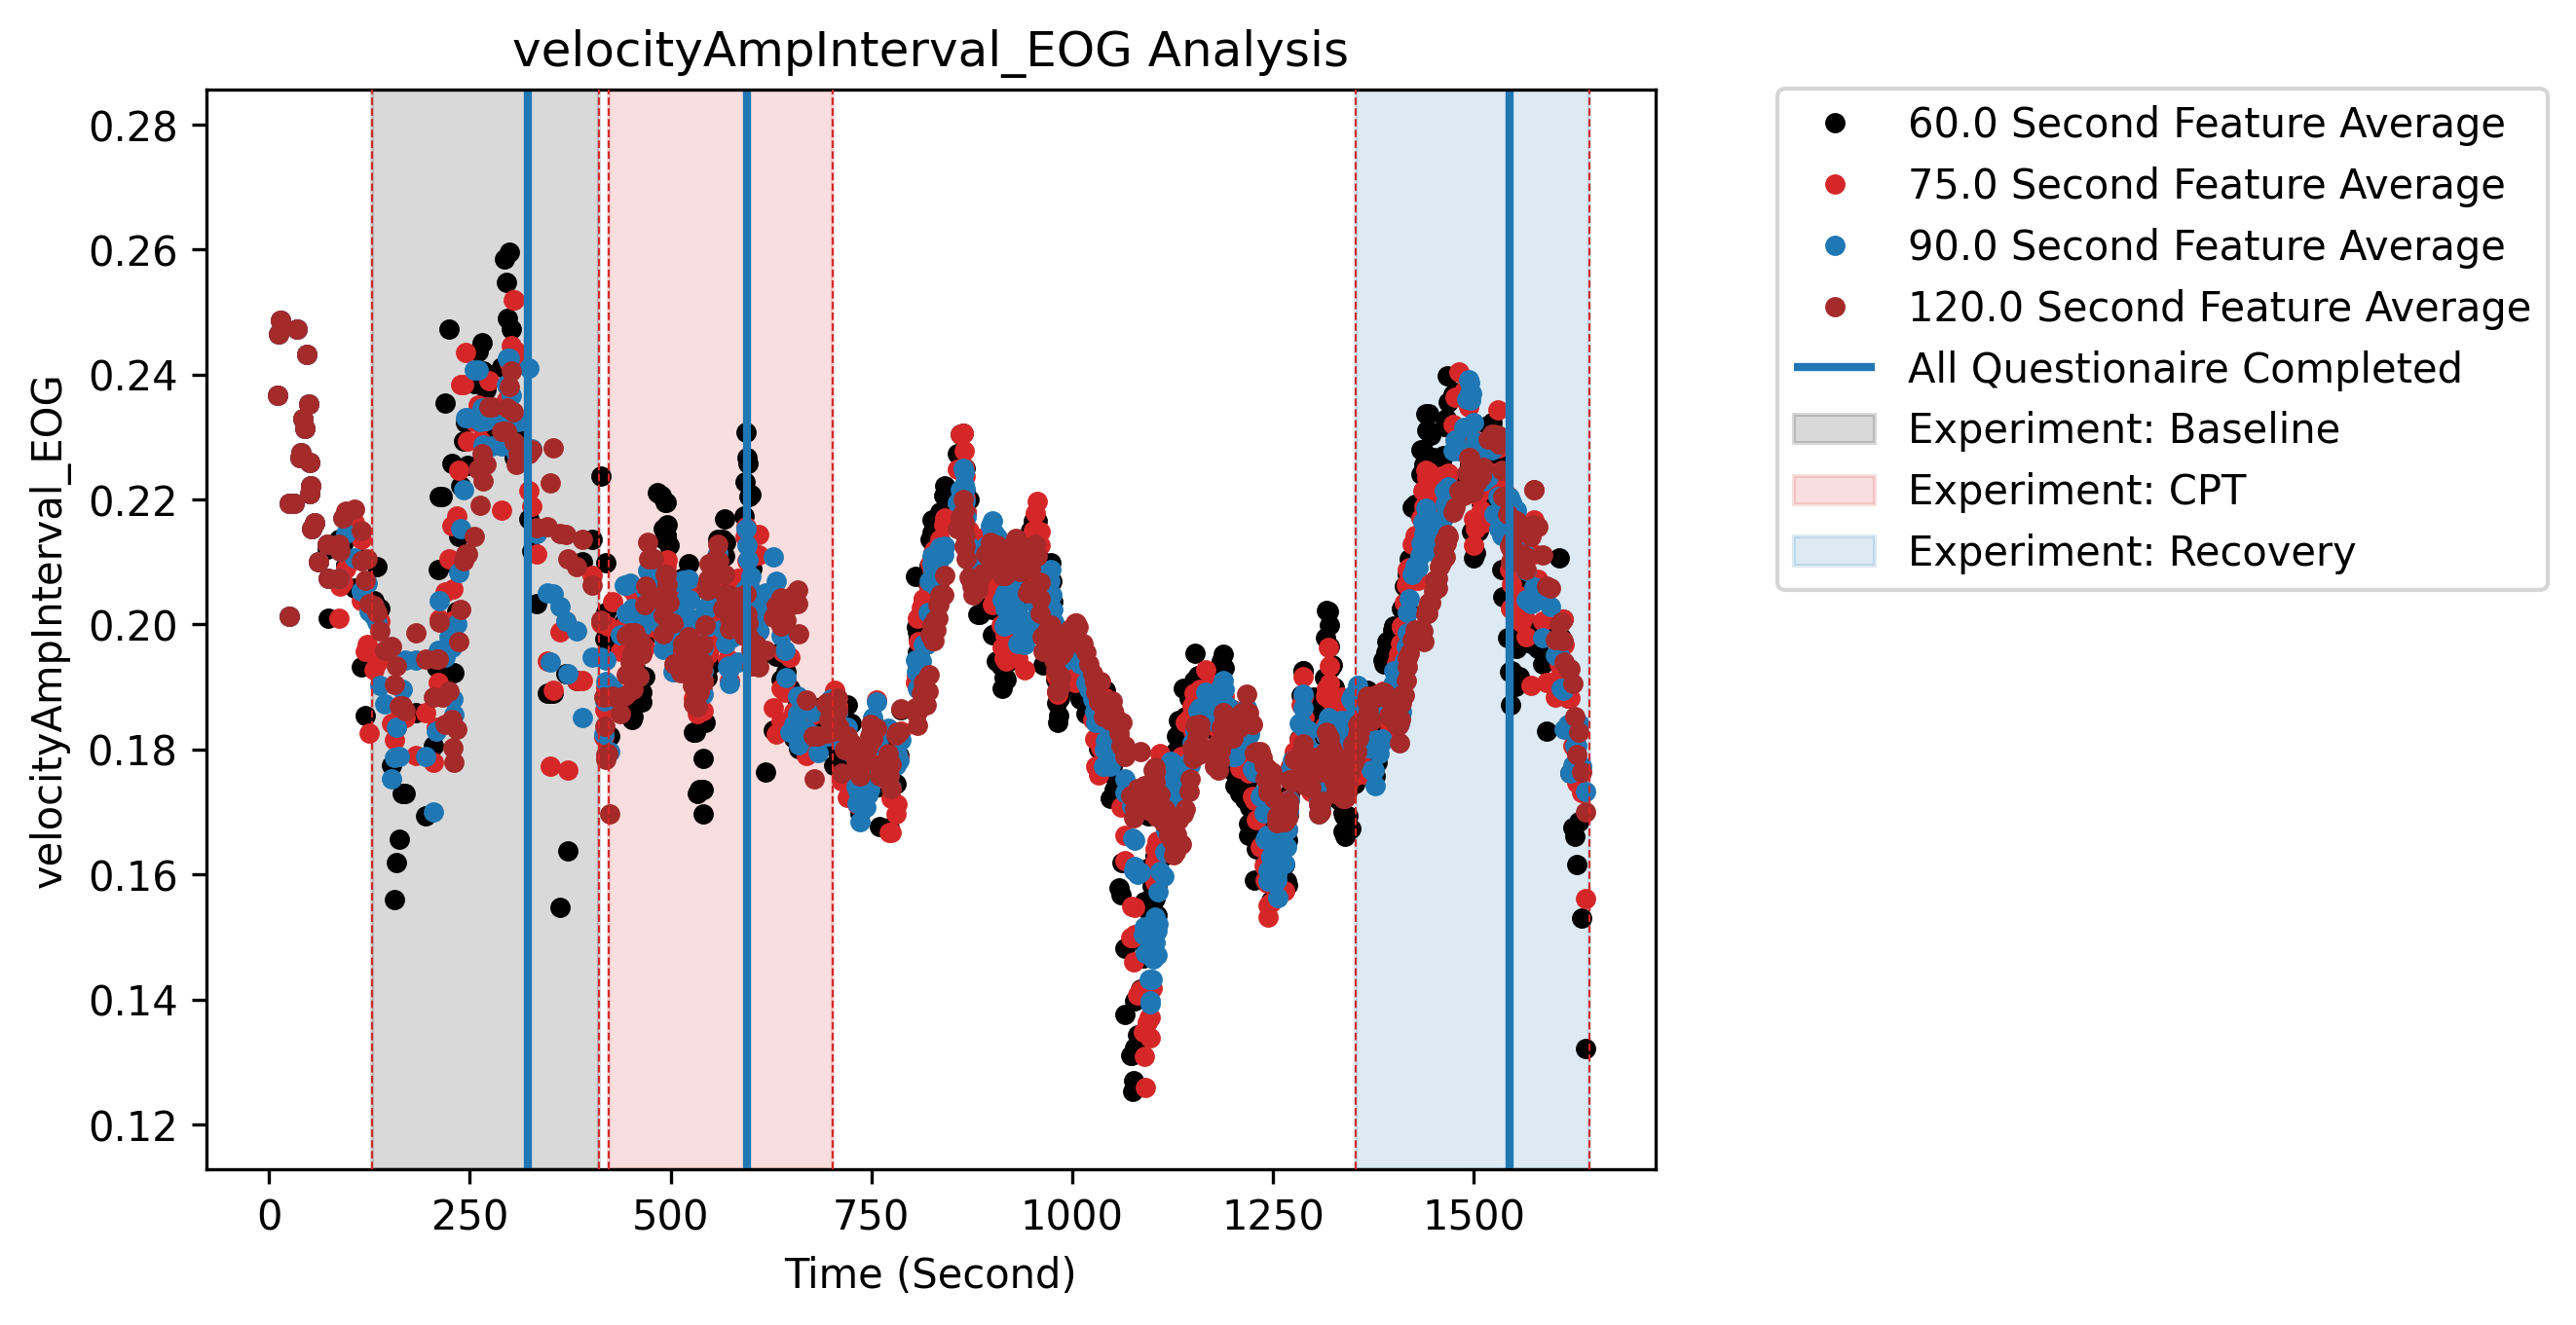 velocityAmpInterval_EOG Analysis
0.28
0.26
0.24
0.22
0.20
0.18
0.16
0.14
0.12
velocityAmpInterval_EOG
0 250 500 750 1000 1250 1500
Time (Second)
60.0 Second Feature Average
75.0 Second Feature Average
90.0 Second Feature Average
120.0 Second Feature Average
All Questionaire Completed
Experiment: Baseline
Experiment: CPT
Experiment: Recovery